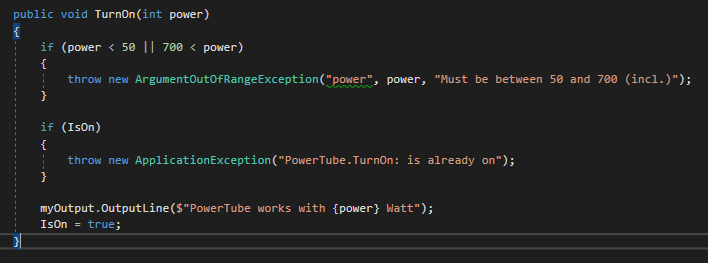 public void TurnOn(int power)
{
    if (power < 50 || 700 < power)
    {
        throw new ArgumentOutOfRangeException("power", power, "Must be between 50 and 700 (incl.)");
    }

    if (IsOn)
    {
        throw new ApplicationException("PowerTube.TurnOn: is already on");
    }

    myOutput.OutputLine($"PowerTube works with {power} Watt");
    IsOn = true;
}